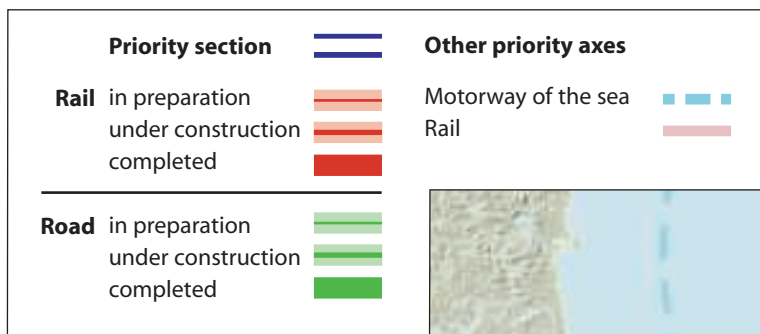 Priority section
Rail in preparation
under construction
completed
Road in preparation
under construction
completed
Other priority axes
Motorway of the sea
Rail